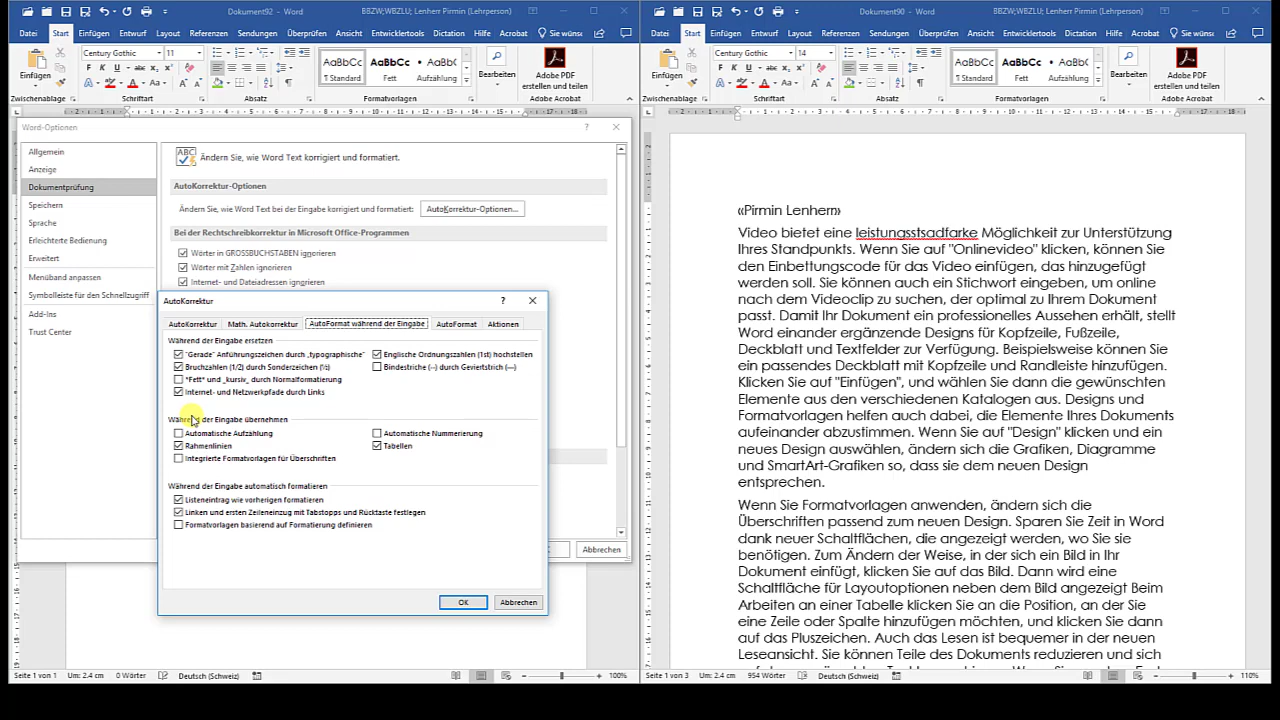 Dokument92 - Word
BBZW;WBZLU; Lenherr Pirmin (Lehrperson)
Datei Start Einfügen Entwurf Layout Referenzen Sendungen Überprüfen Ansicht Entwicklertools Dictation Acrobat Sie wüns
Century Gothic 11
Einfügen
Zwischenablage
Schriftart
Absatz
AaBbCc AaBbCc AaBbCc
¶ Standard Fett Aufzählung
Formatvorlagen
Bearbeiten
Adobe PDF
erstellen und teilen
Adobe Acrobat
Word-Optionen
Allgemein
Anzeige
Dokumentprüfung
Speichern
Sprache
Erleichterte Bedienung
Erweitert
Menüband anpassen
Symbolleiste für den Schnellzugriff
Add-Ins
Trust Center
Ändern Sie, wie Word Text korrigiert und formatiert.
AutoKorrektur-Optionen
Ändern Sie, wie Word Text bei der Eingabe korrigiert und formatiert: AutoKorrektur-Optionen...
Bei der Rechtschreibkorrektur in Microsoft Office-Programmen
Wörter in GROSSBUCHSTABEN ignorieren
Wörter mit Zahlen ignorieren
Internet- und Dateiadressen ignorieren
Abbrechen
AutoKorrektur
AutoKorrektur Math. Autokorrektur AutoFormat während der Eingabe AutoFormat Aktionen
Während der Eingabe ersetzen
"Gerade" Anführungszeichen durch „typographische“ Englische Ordnungszahlen (1st) hochstellen
Bruchzahlen (1/2) durch Sonderzeichen (½) Bindestriche (--) durch Geviertstrich (—)
*Fett* und _kursiv_ durch Normalformatierung
Internet- und Netzwerkpfade durch Links
Während der Eingabe übernehmen
Automatische Aufzählung Automatische Nummerierung
Rahmenlinien Tabellen
Integrierte Formatvorlagen für Überschriften
Während der Eingabe automatisch formatieren
Listeneintrag wie vorherigen formatieren
Linken und ersten Zeileneinzug mit Tabstopps und Rücktaste festlegen
Formatvorlagen basierend auf Formatierung definieren
OK Abbrechen
Seite 1 von 1 Um: 2.4 cm 0 Wörter Deutsch (Schweiz) 100%
Dokument90 - Word
BBZW;WBZLU; Lenherr Pirmin (Lehrperson)
Datei Start Einfügen Entwurf Layout Referenzen Sendungen Überprüfen Ansicht Entwicklertools Dictation Acrobat Sie wüns
Century Gothic 14
Einfügen
Zwischenablage
Schriftart
Absatz
AaBbCc AaBbCc AaBbCc
¶ Standard Fett Aufzählung
Formatvorlagen
Bearbeiten
Adobe PDF
erstellen und teilen
Adobe Acrobat
«Pirmin Lenherr»
Video bietet eine leistungsstsadfarke Möglichkeit zur Unterstützung
Ihres Standpunkts. Wenn Sie auf "Onlinevideo" klicken, können Sie
den Einbettungscode für das Video einfügen, das hinzugefügt
werden soll. Sie können auch ein Stichwort eingeben, um online
nach dem Videoclip zu suchen, der optimal zu Ihrem Dokument
passt. Damit Ihr Dokument ein professionelles Aussehen erhält, stellt
Word einander ergänzende Designs für Kopfzeile, Fußzeile,
Deckblatt und Textfelder zur Verfügung. Beispielsweise können Sie
ein passendes Deckblatt mit Kopfzeile und Randleiste hinzufügen.
Klicken Sie auf "Einfügen", und wählen Sie dann die gewünschten
Elemente aus den verschiedenen Katalogen aus. Designs und
Formatvorlagen helfen auch dabei, die Elemente Ihres Dokuments
aufeinander abzustimmen. Wenn Sie auf "Design" klicken und ein
neues Design auswählen, ändern sich die Grafiken, Diagramme
und SmartArt-Grafiken so, dass sie dem neuen Design
entsprechen.
Wenn Sie Formatvorlagen anwenden, ändern sich die
Überschriften passend zum neuen Design. Sparen Sie Zeit in Word
dank neuer Schaltflächen, die angezeigt werden, wo Sie sie
benötigen. Zum Ändern der Weise, in der sich ein Bild in Ihr
Dokument einfügt, klicken Sie auf das Bild. Dann wird eine
Schaltfläche für Layoutoptionen neben dem Bild angezeigt Beim
Arbeiten an einer Tabelle klicken Sie an die Position, an der Sie
eine Zeile oder Spalte hinzufügen möchten, und klicken Sie dann
auf das Pluszeichen. Auch das Lesen ist bequemer in der neuen
Leseansicht. Sie können Teile des Dokuments reduzieren und sich
Seite 1 von 3 Um: 2.4 cm 954 Wörter Deutsch (Schweiz) 110%